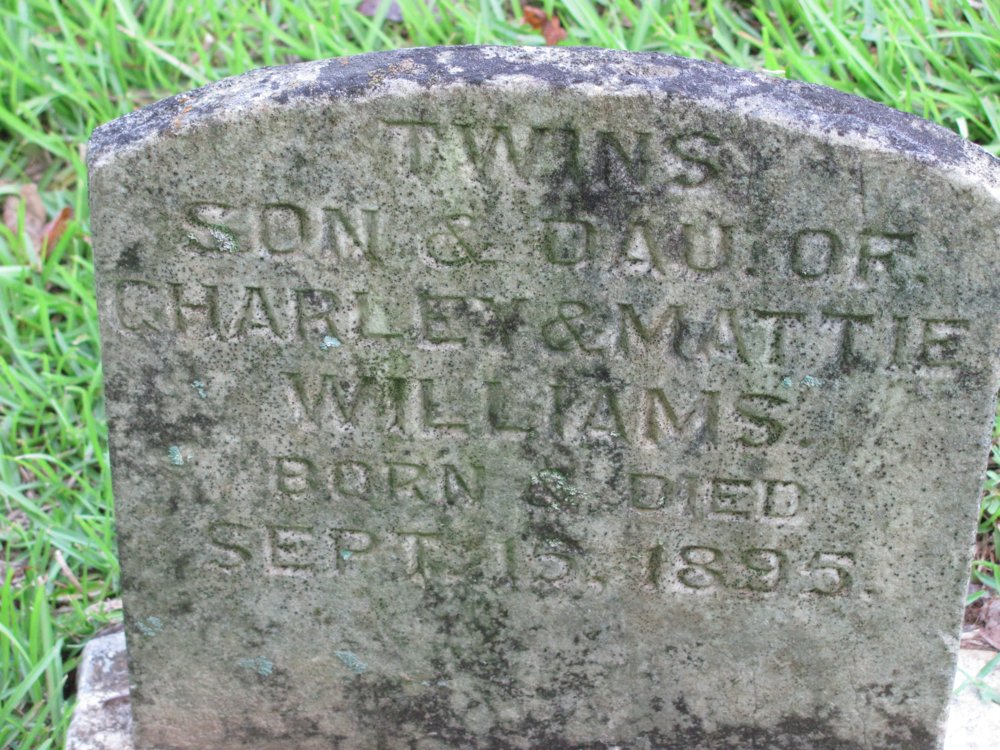 TWINS
SON & DAU. OF.
CHARLEY & MATTIE
WILLIAMS.
BORN & DIED
SEPT. 15, 1895.